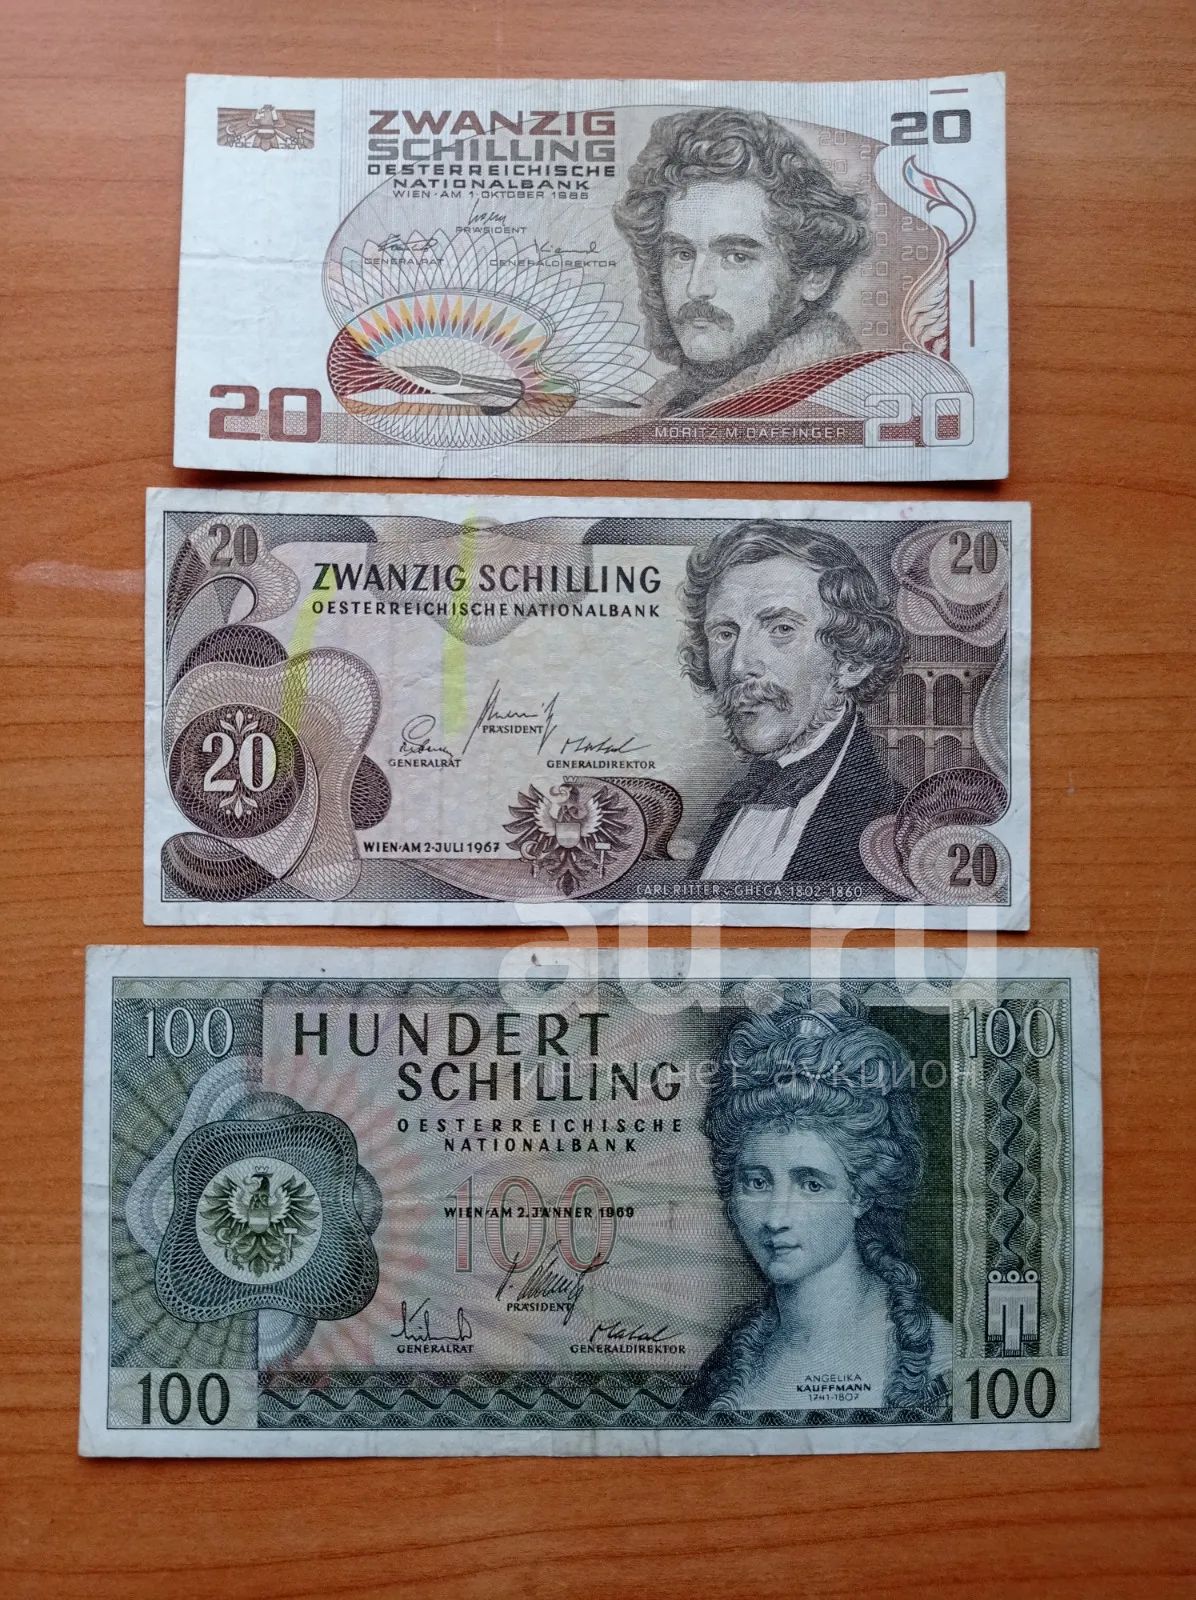 ZWANZIG
SCHILLING
OESTERREICHISCHE
NATIONALBANK
WIEN·AM 1·OKTOBER 1986
PRÄSIDENT
GENERALRAT
GENERALDIREKTOR
20
20
MORITZ M. DAFFINGER
20
20
ZWANZIG SCHILLING
OESTERREICHISCHE NATIONALBANK
20
20
PRÄSIDENT
GENERALRAT
GENERALDIREKTOR
WIEN·AM 2·JULI 1967
CARL RITTER v. GHEGA 1802-1860
20
au.ru
интернет-аукцион
100
HUNDERT
SCHILLING
100
OESTERREICHISCHE
NATIONALBANK
100
WIEN·AM 2. JÄNNER 1969
PRÄSIDENT
GENERALRAT
GENERALDIREKTOR
ANGELIKA
KAUFFMANN
1741-1807
100
100